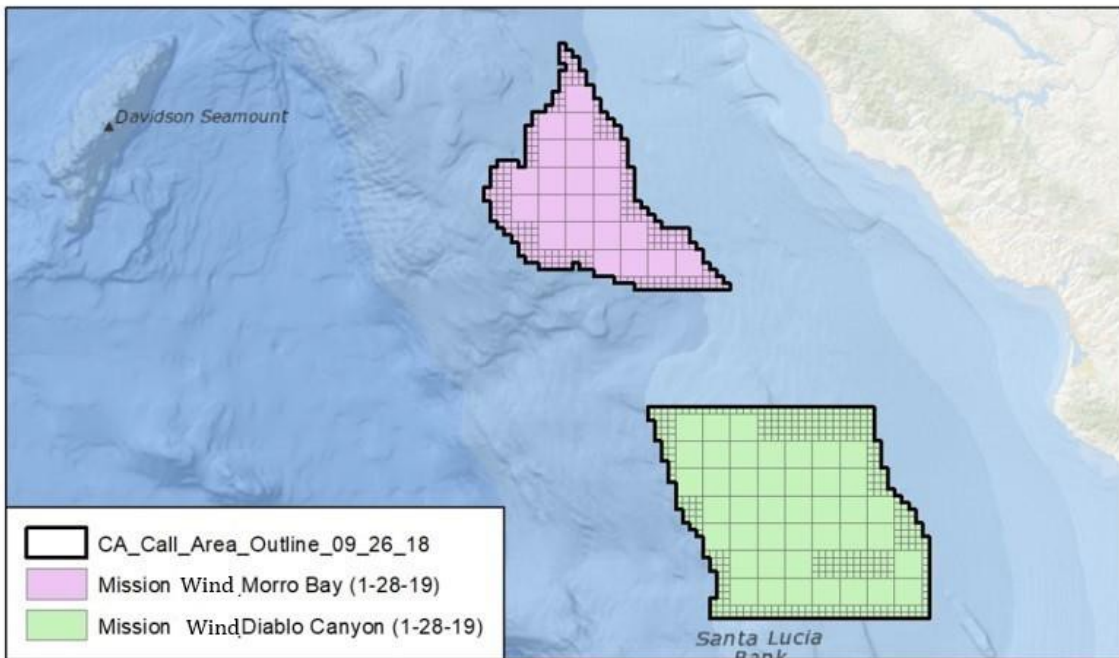 Davidson Seamount
CA_Call_Area_Outline_09_26_18
Mission Wind Morro Bay (1-28-19)
Mission Wind Diablo Canyon (1-28-19)
Santa Lucia
Bank